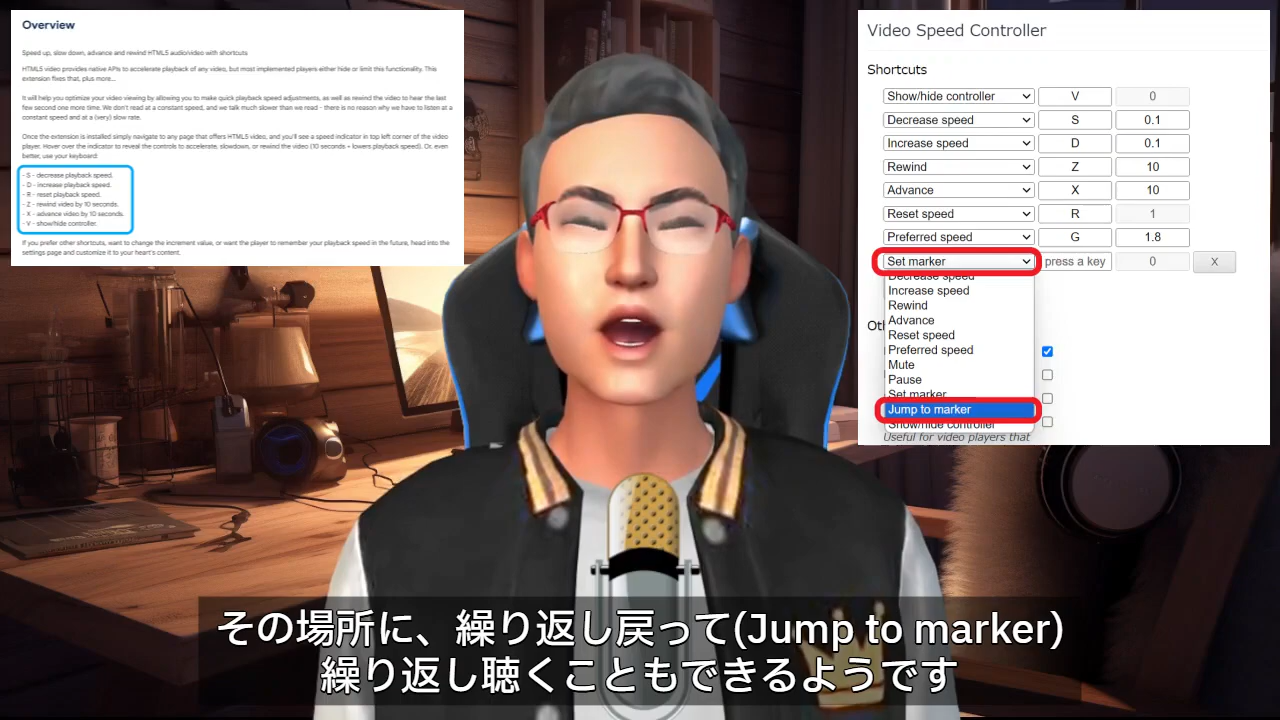 Overview
Speed up, slow down, advance and rewind HTML5 audio/video with shortcuts
HTML5 video provides native APIs to accelerate playback of any video, but most implemented players either hide or limit this functionality. This
extension fixes that, plus more...
It will help you optimize your video viewing by allowing you to make quick playback speed adjustments, as well as rewind the video to hear the last
few second one more time. We don't read at a constant speed, and we talk much slower than we read - there is no reason why we have to listen at a
constant speed and at a (very) slow rate.
Once the extension is installed simply navigate to any page that offers HTML5 video, and you'll see a speed indicator in top left corner of the video
player. Hover over the indicator to reveal the controls to accelerate, slowdown, or rewind the video (10 seconds + lowers playback speed). Or, even
better, use your keyboard:
- S - decrease playback speed.
- D - increase playback speed.
- R - reset playback speed.
- Z - rewind video by 10 seconds.
- X - advance video by 10 seconds.
- V - show/hide controller.
If you prefer other shortcuts, want to change the increment value, or want the player to remember your playback speed in the future, head into the
settings page and customize it to your heart's content.
Video Speed Controller
Shortcuts
Show/hide controller V 0
Decrease speed S 0.1
Increase speed D 0.1
Rewind Z 10
Advance X 10
Reset speed R 1
Preferred speed G 1.8
Set marker press a key 0 X
Decrease speed
Increase speed
Rewind
Advance
Reset speed
Preferred speed
Mute
Pause
Set marker
Jump to marker
Show/hide controller
Useful for video players that
その場所に、繰り返し戻って(Jump to marker)
繰り返し聴くこともできるようです